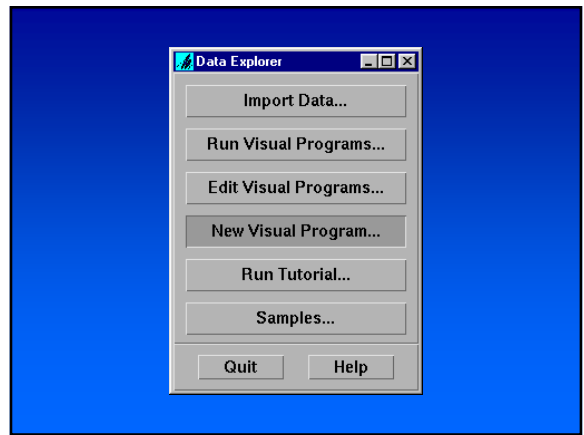 Data Explorer
Import Data...
Run Visual Programs...
Edit Visual Programs...
New Visual Program...
Run Tutorial...
Samples...
Quit Help